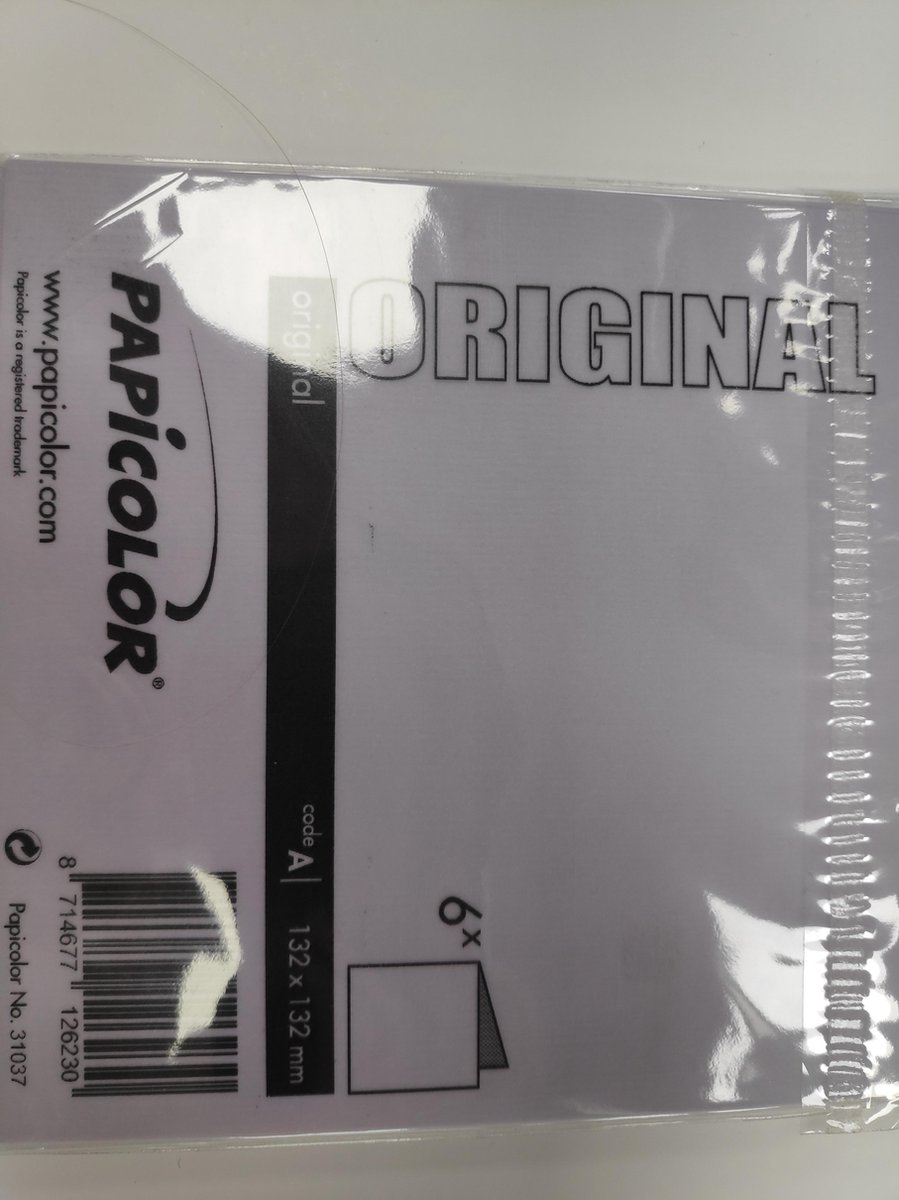 ORIGINAL
6x
original
code A | 132 x 132 mm
PAPiCOLOR®
www.papicolor.com
Papicolor is a registered trademark
8 714677 126230
Papicolor No. 31037